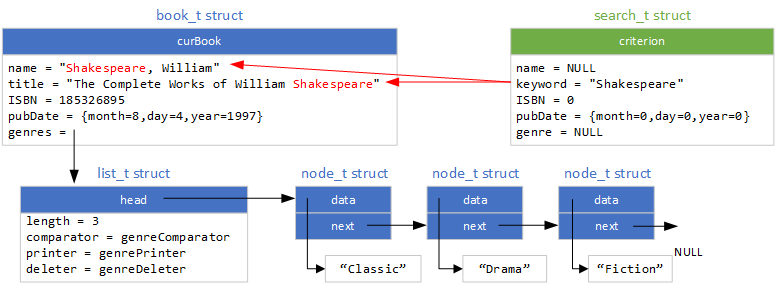 book_t struct
search_t struct
curBook
criterion
name = "Shakespeare, William"
title = "The Complete Works of William Shakespeare"
ISBN = 185326895
pubDate = {month=8,day=4,year=1997}
genres =
name = NULL
keyword = "Shakespeare"
ISBN = 0
pubDate = {month=0,day=0,year=0}
genre = NULL
list_t struct
node_t struct
node_t struct
node_t struct
head
data
data
data
next
next
next
length = 3
comparator = genreComparator
printer = genrePrinter
deleter = genreDeleter
NULL
“Classic”
“Drama”
“Fiction”